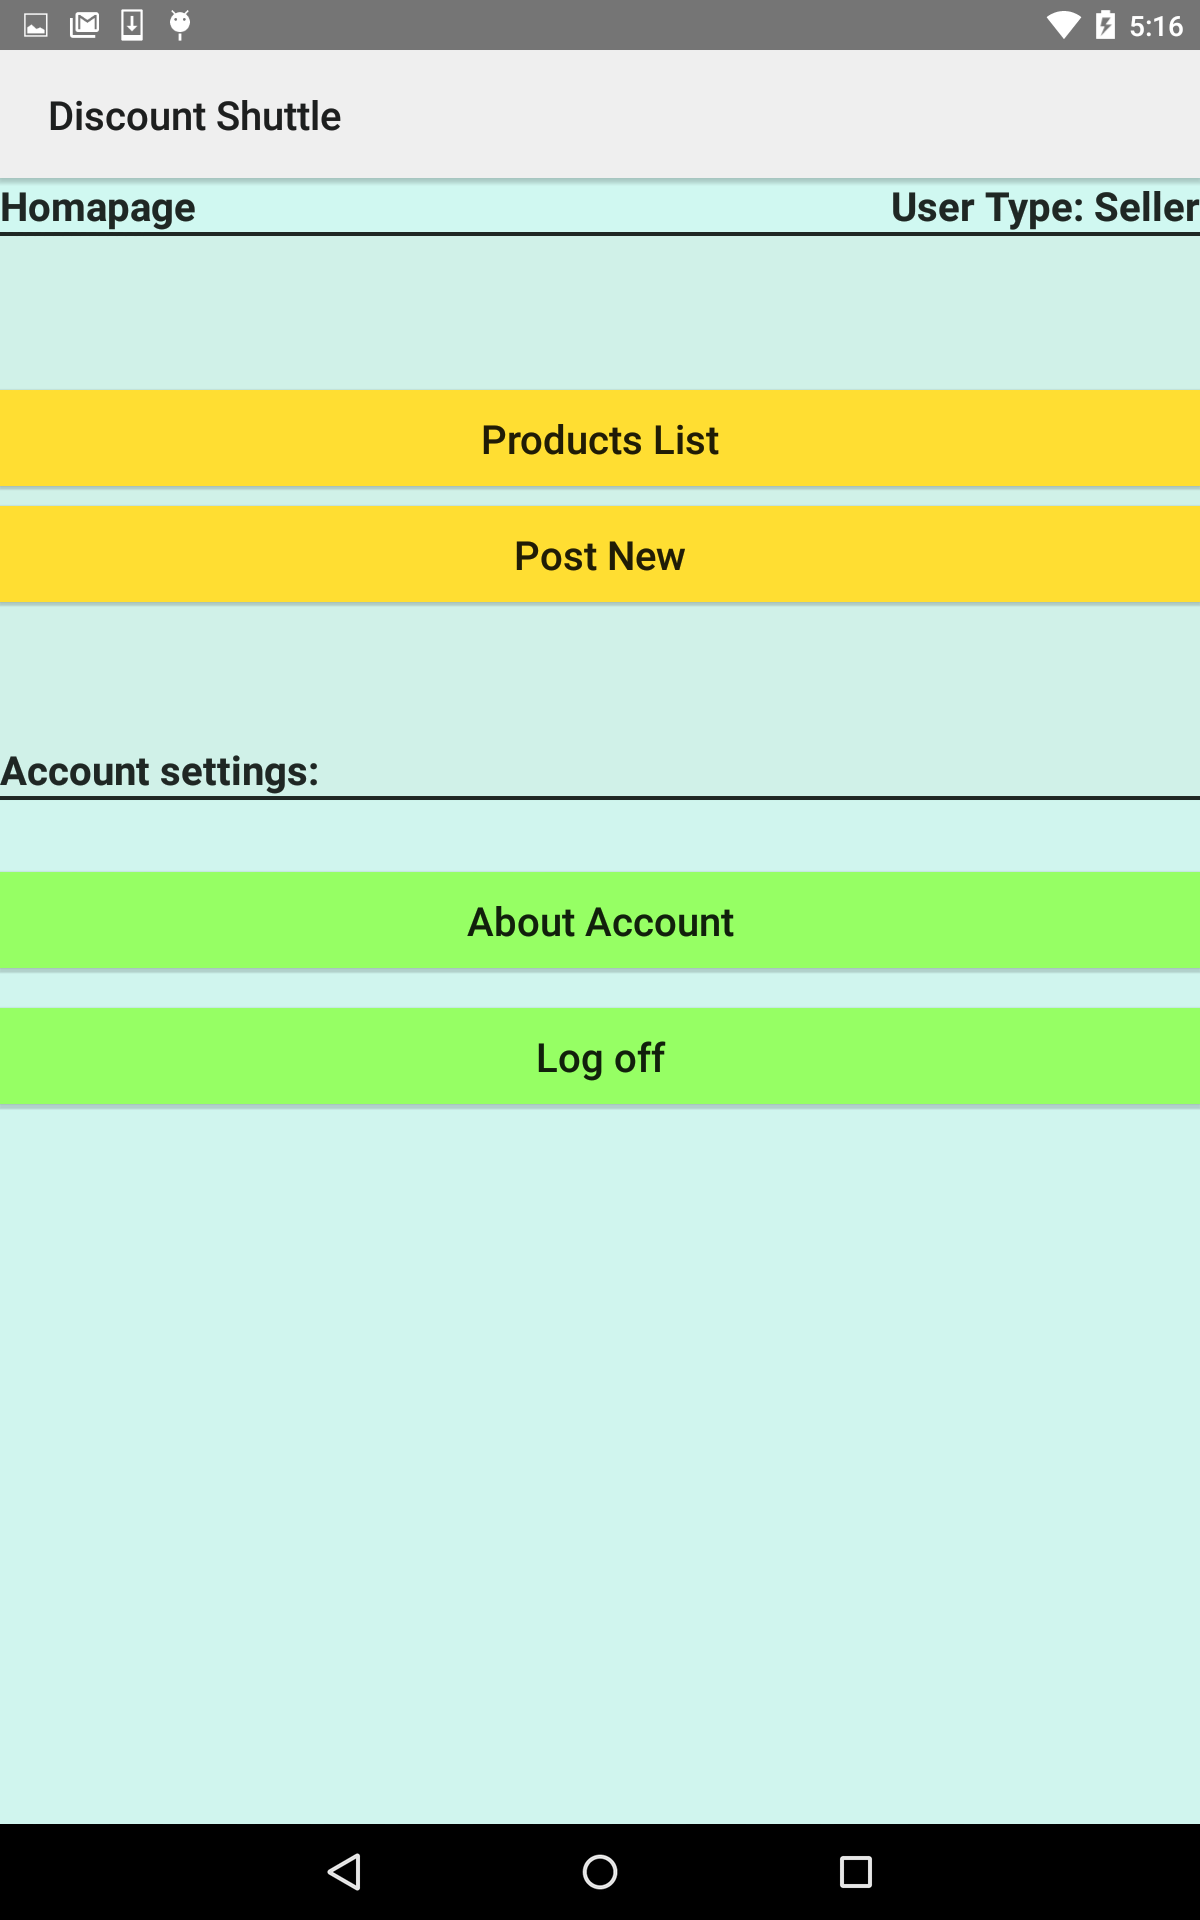 5:16
Discount Shuttle
Homapage User Type: Seller
Products List
Post New
Account settings:
About Account
Log off